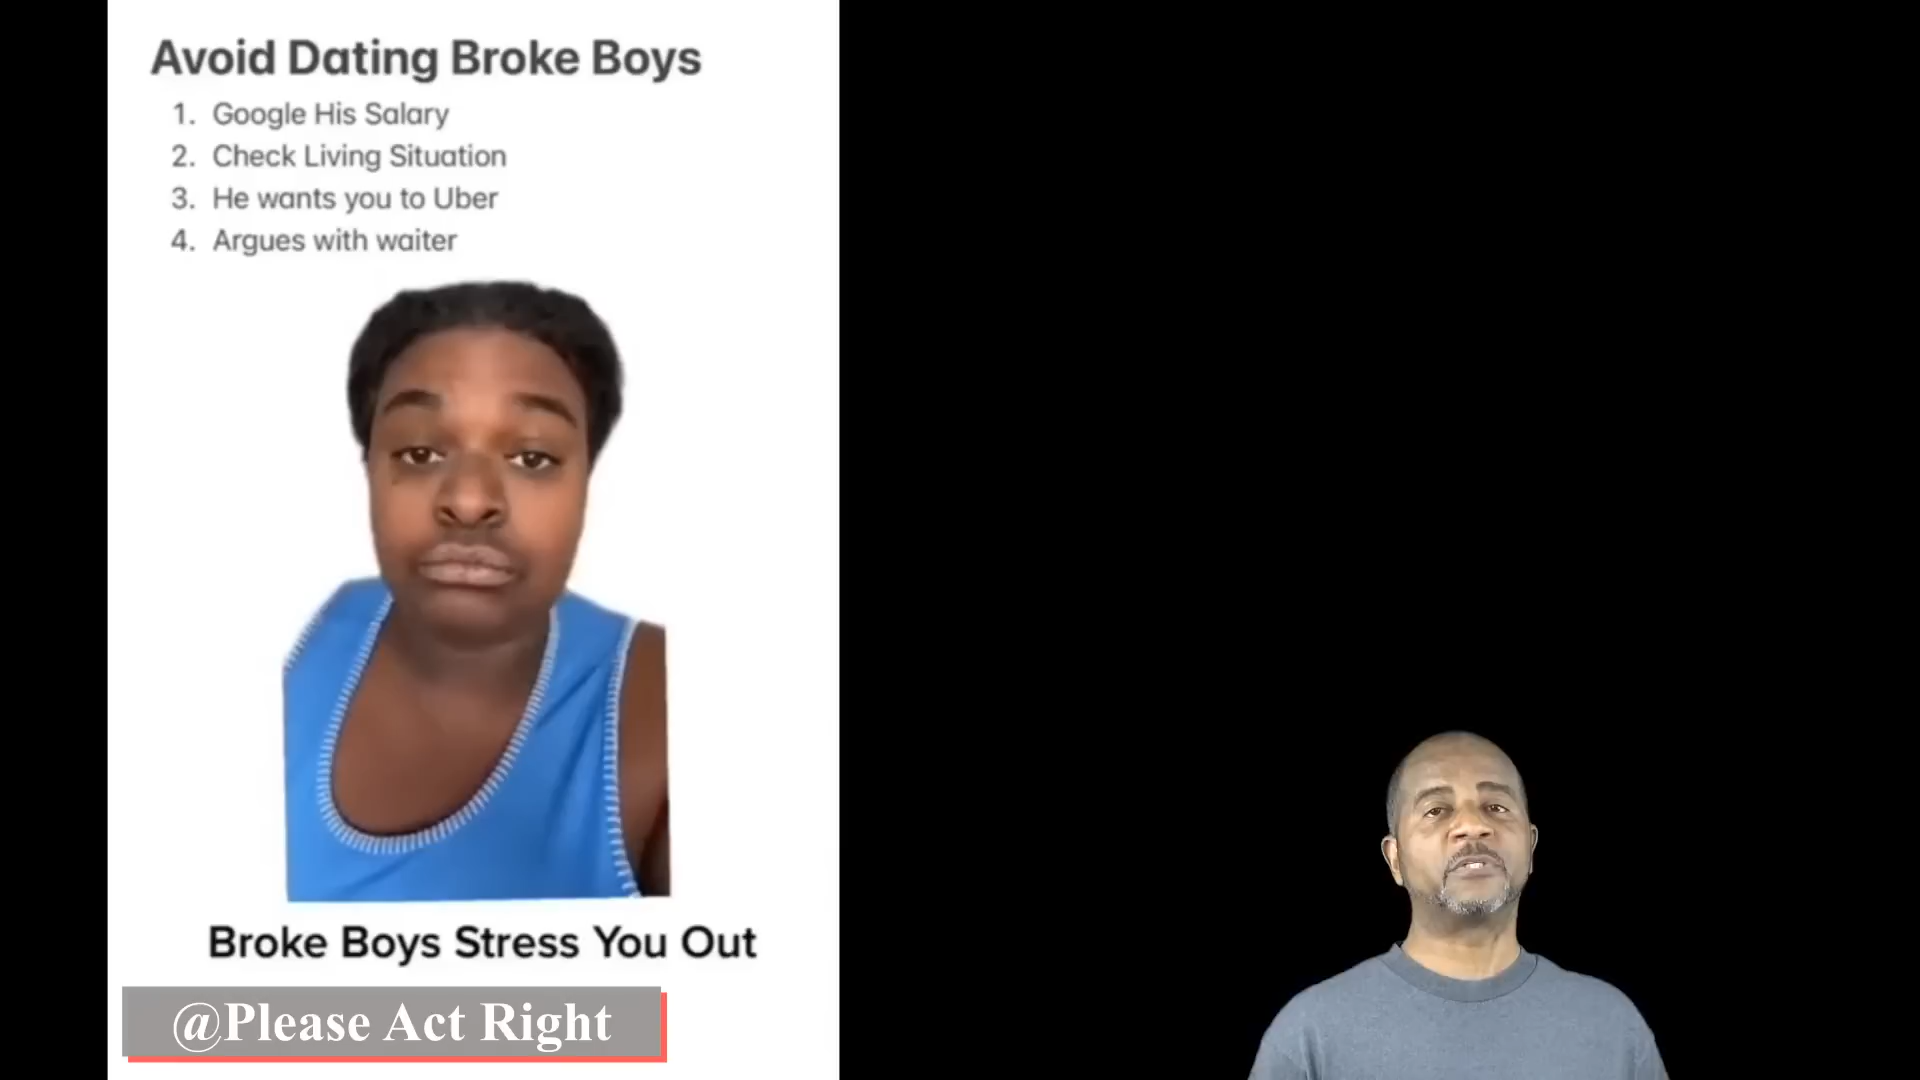 Avoid Dating Broke Boys
1. Google His Salary
2. Check Living Situation
3. He wants you to Uber
4. Argues with waiter
Broke Boys Stress You Out
@Please Act Right